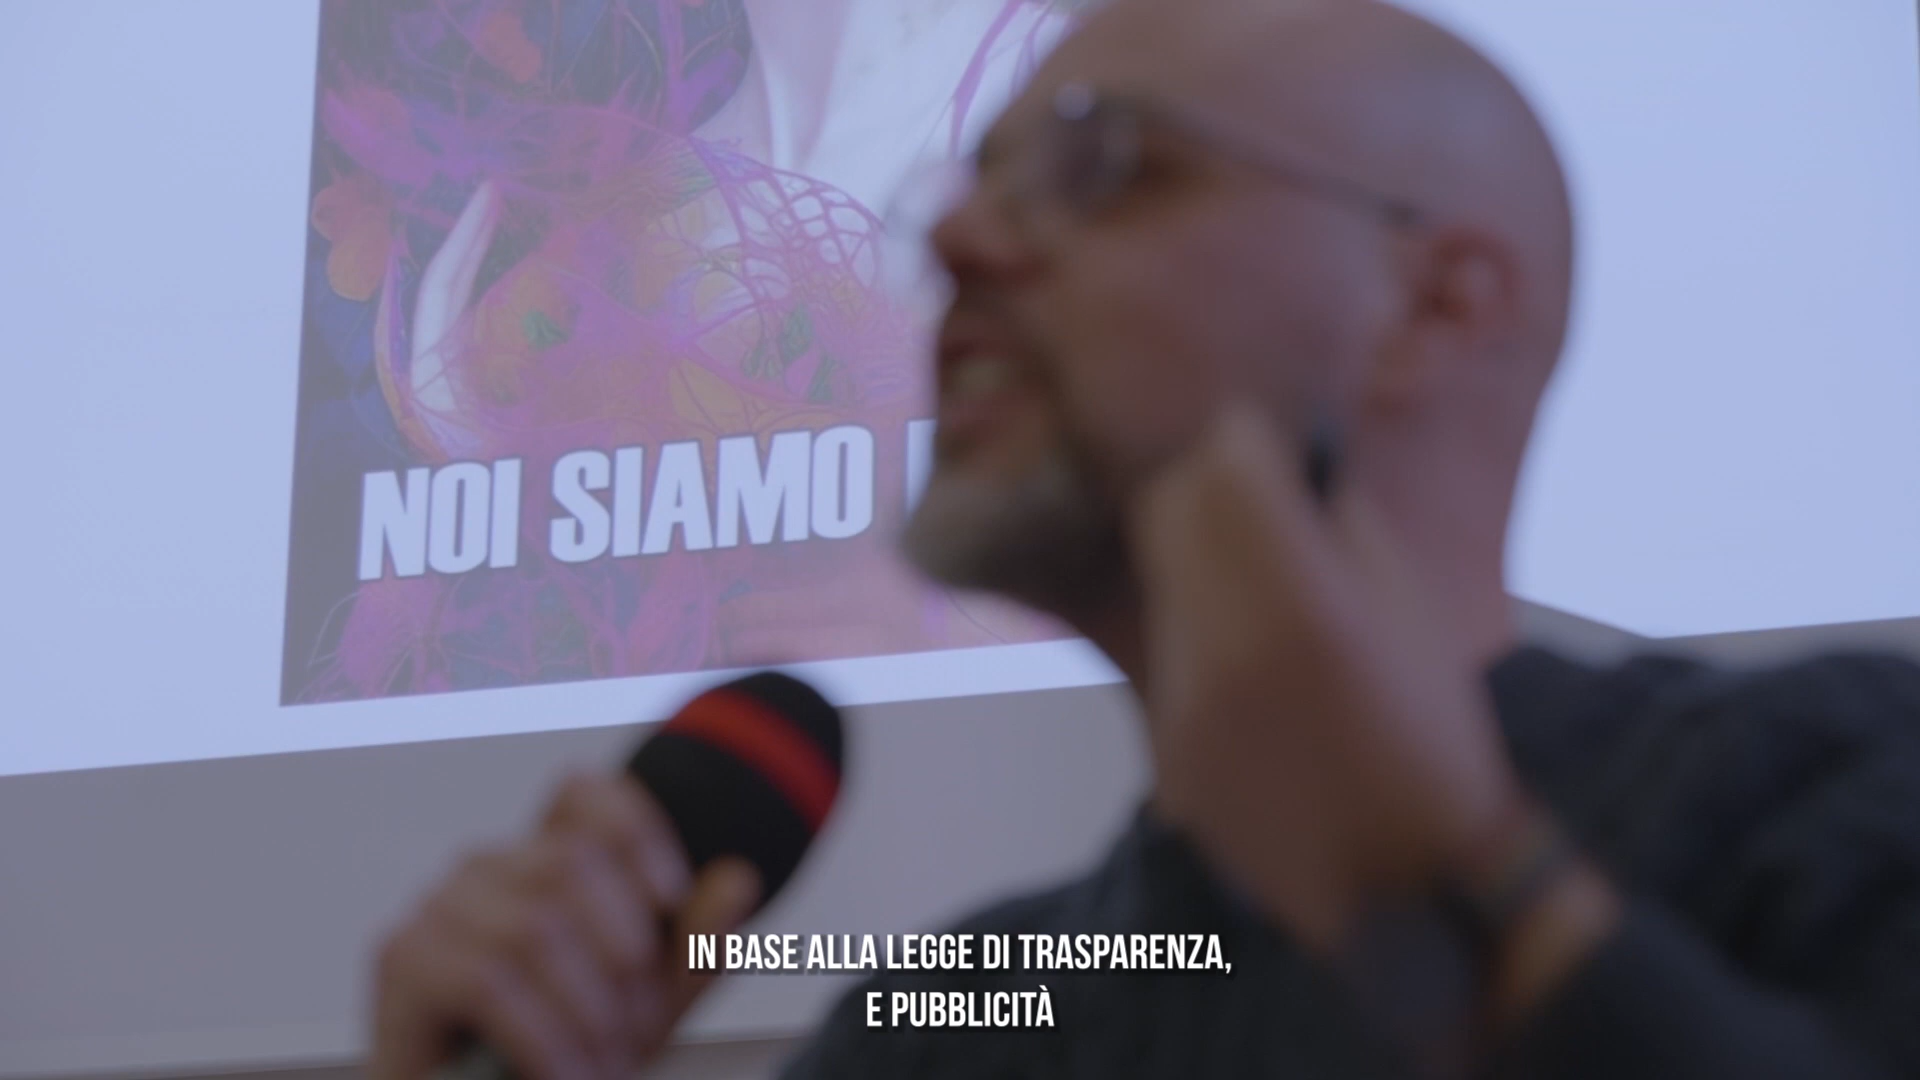 NOI SIAMO
IN BASE ALLA LEGGE DI TRASPARENZA,
E PUBBLICITÀ